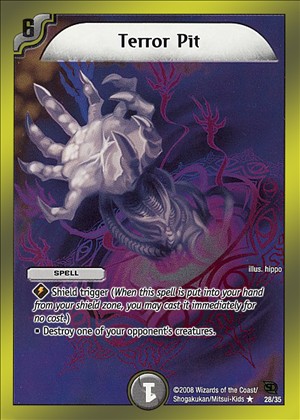 6
Terror Pit
illus. hippo
SPELL
Shield trigger (When this spell is put into your hand
from your shield zone, you may cast it immediately for
no cost.)
• Destroy one of your opponent's creatures.
1
©2008 Wizards of the Coast/
Shogakukan/Mitsui-Kids ★ 28/35